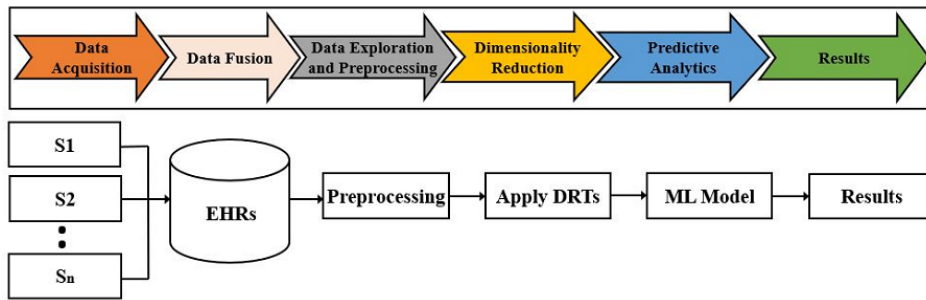 Data
Acquisition
Data Fusion
Data Exploration
and Preprocessing
Dimensionality
Reduction
Predictive
Analytics
Results
S1
S2
Sn
EHRs
Preprocessing
Apply DRTs
ML Model
Results